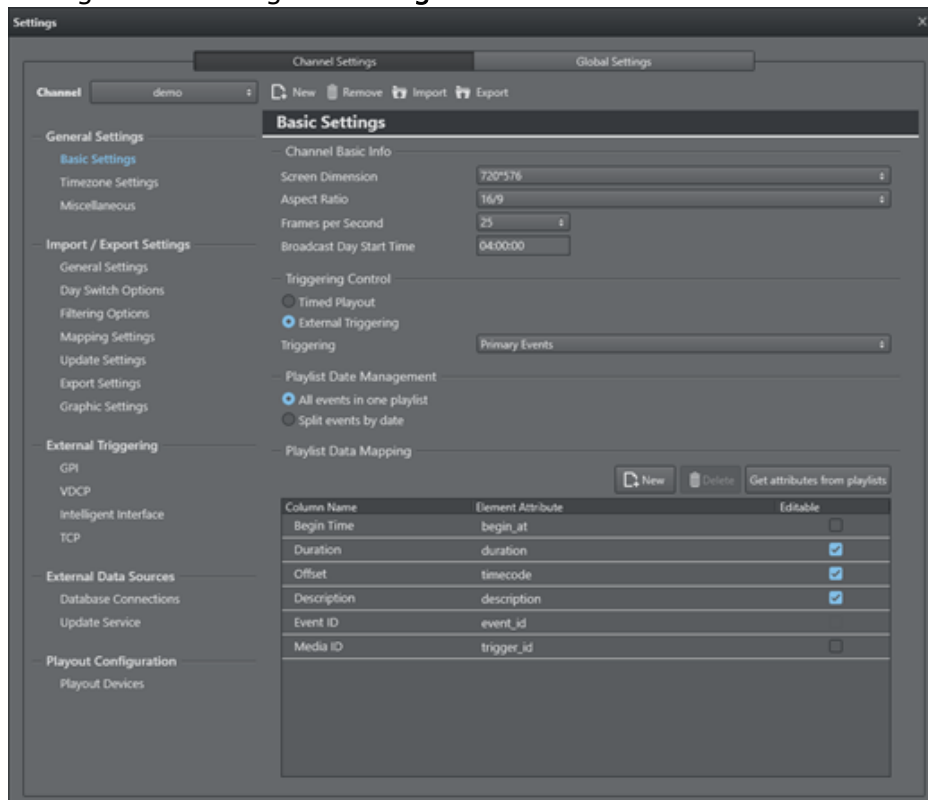 Settings
Channel Settings Global Settings
Channel demo New Remove Import Export
Basic Settings
General Settings
Basic Settings
Timezone Settings
Miscellaneous
Import / Export Settings
General Settings
Day Switch Options
Filtering Options
Mapping Settings
Update Settings
Export Settings
Graphic Settings
External Triggering
GPI
VDCP
Intelligent Interface
TCP
External Data Sources
Database Connections
Update Service
Playout Configuration
Playout Devices
Channel Basic Info
Screen Dimension 720*576
Aspect Ratio 16/9
Frames per Second 25
Broadcast Day Start Time 04:00:00
Triggering Control
Timed Playout
External Triggering
Triggering Primary Events
Playlist Date Management
All events in one playlist
Split events by date
Playlist Data Mapping
New Delete Get attributes from playlists
Column Name Element Attribute Editable
Begin Time begin_at
Duration duration
Offset timecode
Description description
Event ID event_id
Media ID trigger_id